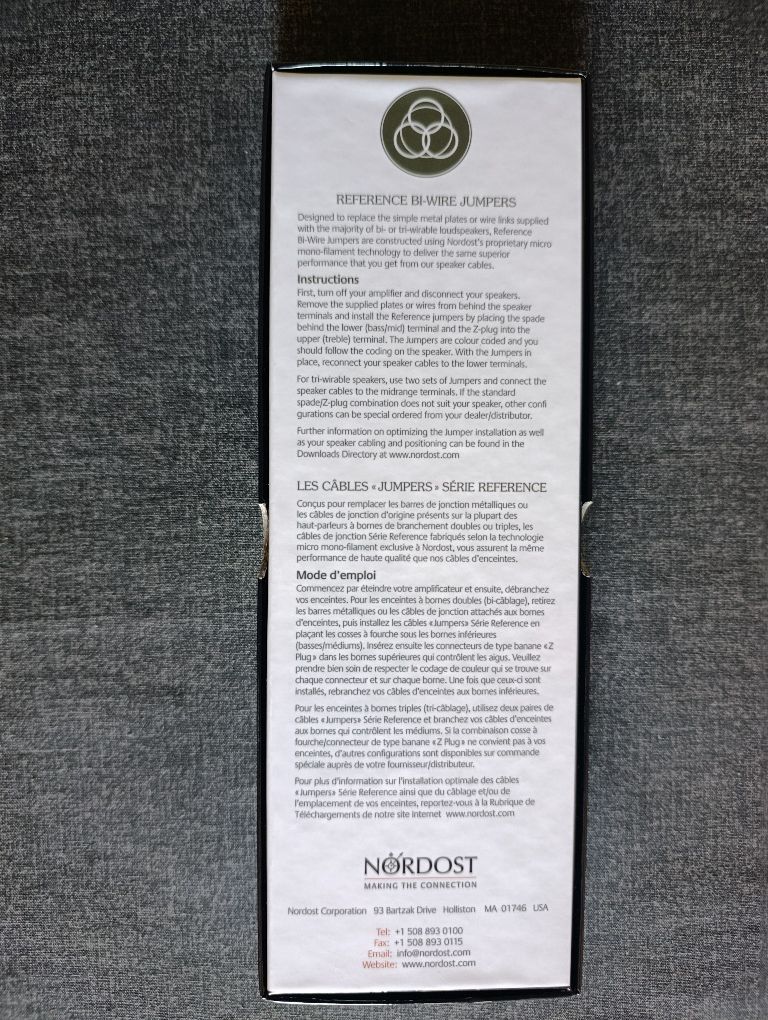 REFERENCE BI-WIRE JUMPERS
Designed to replace the simple metal plates or wire links supplied
with the majority of bi- or tri-wirable loudspeakers, Reference
Bi-Wire Jumpers are constructed using Nordost's proprietary micro
mono-filament technology to deliver the same superior
performance that you get from our speaker cables.
Instructions
First, turn off your amplifier and disconnect your speakers.
Remove the supplied plates or wires from behind the speaker
terminals and install the Reference jumpers by placing the spade
behind the lower (bass/mid) terminal and the Z-plug into the
upper (treble) terminal. The Jumpers are colour coded and you
should follow the coding on the speaker. With the Jumpers in
place, reconnect your speaker cables to the lower terminals.
For tri-wirable speakers, use two sets of Jumpers and connect the
speaker cables to the midrange terminals. If the standard
spade/Z-plug combination does not suit your speaker, other confi
gurations can be special ordered from your dealer/distributor.
Further information on optimizing the Jumper installation as well
as your speaker cabling and positioning can be found in the
Downloads Directory at www.nordost.com
LES CÂBLES «JUMPERS» SÉRIE REFERENCE
Conçus pour remplacer les barres de jonction métalliques ou
les câbles de jonction d'origine présents sur la plupart des
haut-parleurs à bornes de branchement doubles ou triples, les
câbles de jonction Série Reference fabriqués selon la technologie
micro mono-filament exclusive à Nordost, vous assurent la même
performance de haute qualité que nos câbles d'enceintes.
Mode d'emploi
Commencez par éteindre votre amplificateur et ensuite, débranchez
vos enceintes. Pour les enceintes à bornes doubles (bi-câblage), retirez
les barres métalliques ou les câbles de jonction attachés aux bornes
d'enceintes, puis installez les câbles «Jumpers» Série Reference en
plaçant les cosses à fourche sous les bornes inférieures
(basses/médiums). Insérez ensuite les connecteurs de type banane «Z
Plug» dans les bornes supérieures qui contrôlent les aigus. Veuillez
prendre bien soin de respecter le codage de couleur qui se trouve sur
chaque connecteur et sur chaque borne. Une fois que ceux-ci sont
installés, rebranchez vos câbles d'enceintes aux bornes inférieures.
Pour les enceintes à bornes triples (tri-câblage), utilisez deux paires de
câbles «Jumpers» Série Reference et branchez vos câbles d'enceintes
aux bornes qui contrôlent les médiums. Si la combinaison cosse à
fourche/connecteur de type banane «Z Plug» ne convient pas à vos
enceintes, d'autres configurations sont disponibles sur commande
spéciale auprès de votre fournisseur/distributeur.
Pour plus d'information sur l'installation optimale des câbles
«Jumpers» Série Reference ainsi que du câblage et/ou de
l'emplacement de vos enceintes, reportez-vous à la Rubrique de
Téléchargements de notre site Internet www.nordost.com
NORDOST
MAKING THE CONNECTION
Nordost Corporation 93 Bartzak Drive Holliston MA 01746 USA
Tel: +1 508 893 0100
Fax: +1 508 893 0115
Email: info@nordost.com
Website: www.nordost.com